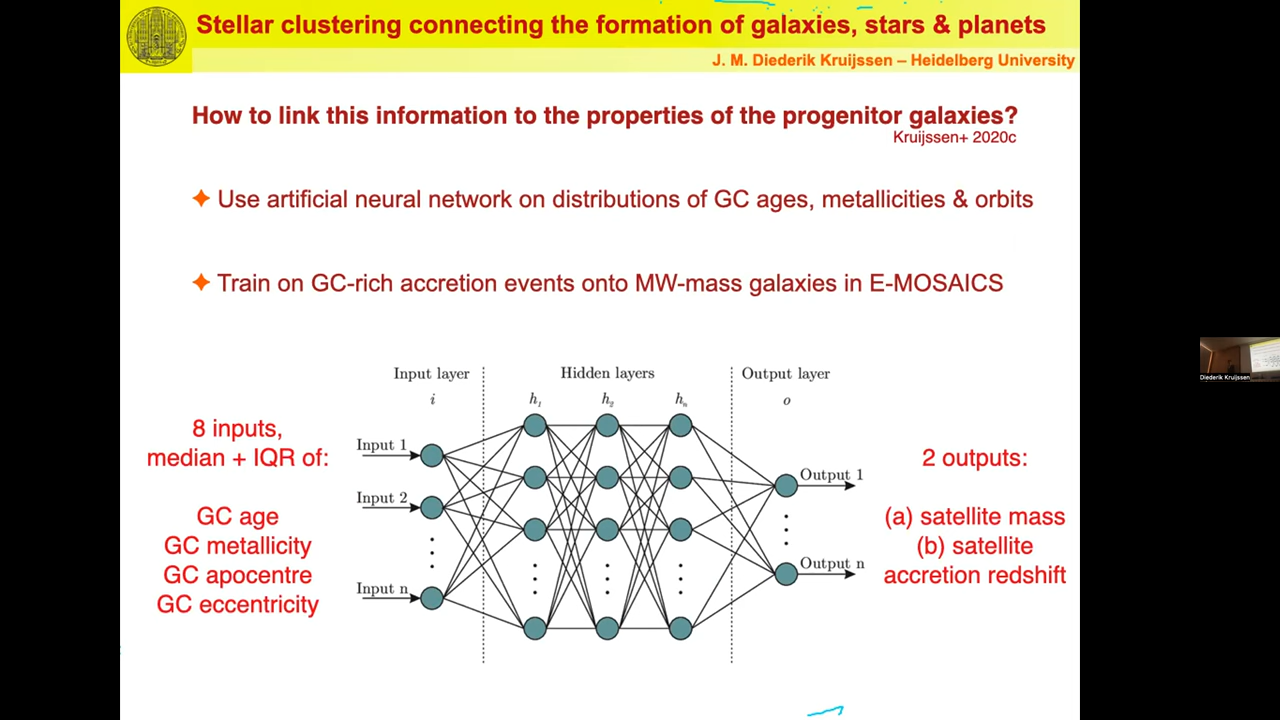 Stellar clustering connecting the formation of galaxies, stars & planets
J. M. Diederik Kruijssen – Heidelberg University
How to link this information to the properties of the progenitor galaxies?
Kruijssen+ 2020c
Use artificial neural network on distributions of GC ages, metallicities & orbits
Train on GC-rich accretion events onto MW-mass galaxies in E-MOSAICS
Input layer
Hidden layers
Output layer
i
h₁
h₂
hₙ
o
8 inputs,
median + IQR of:
GC age
GC metallicity
GC apocentre
GC eccentricity
Input 1
Input 2
Input n
Output 1
Output n
2 outputs:
(a) satellite mass
(b) satellite
accretion redshift
Diederik Kruijssen